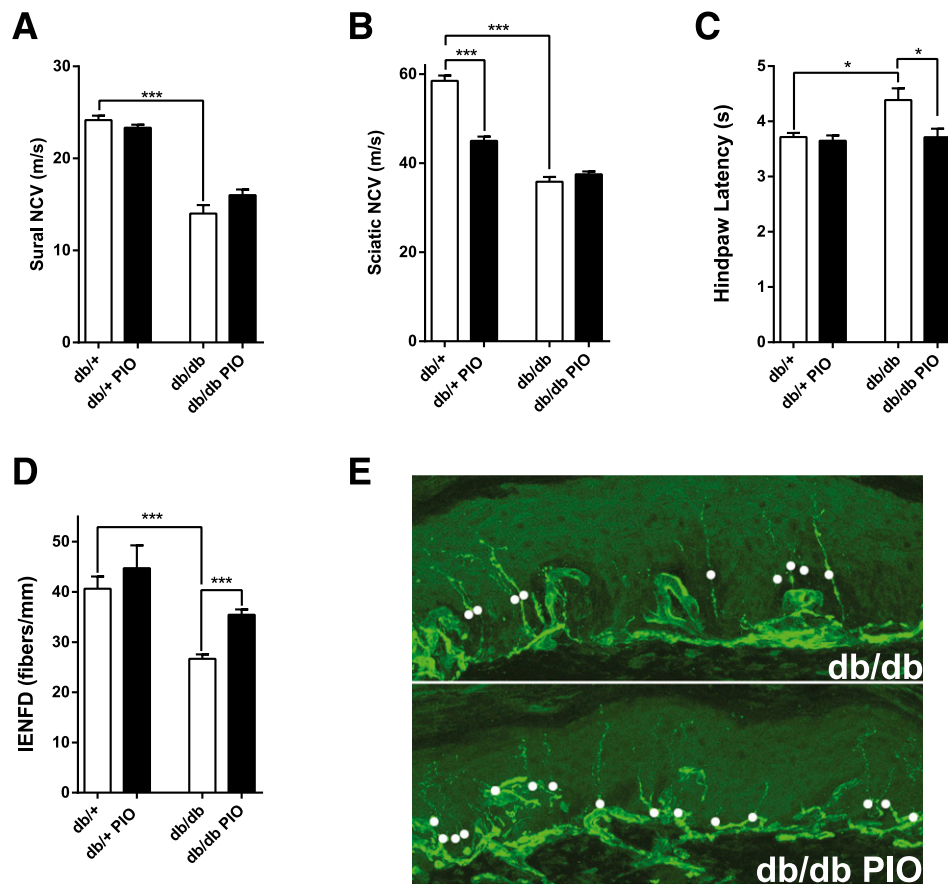 A
Sural NCV (m/s)
30
20
10
0
***
db/+
db/+ PIO
db/db
db/db PIO
B
Sciatic NCV (m/s)
60
40
20
0
***
***
db/+
db/+ PIO
db/db
db/db PIO
C
Hindpaw Latency (s)
5
4
3
2
1
0
*
*
db/+
db/+ PIO
db/db
db/db PIO
D
IENFD (fibers/mm)
50
40
30
20
10
0
***
***
db/+
db/+ PIO
db/db
db/db PIO
E
db/db
db/db PIO